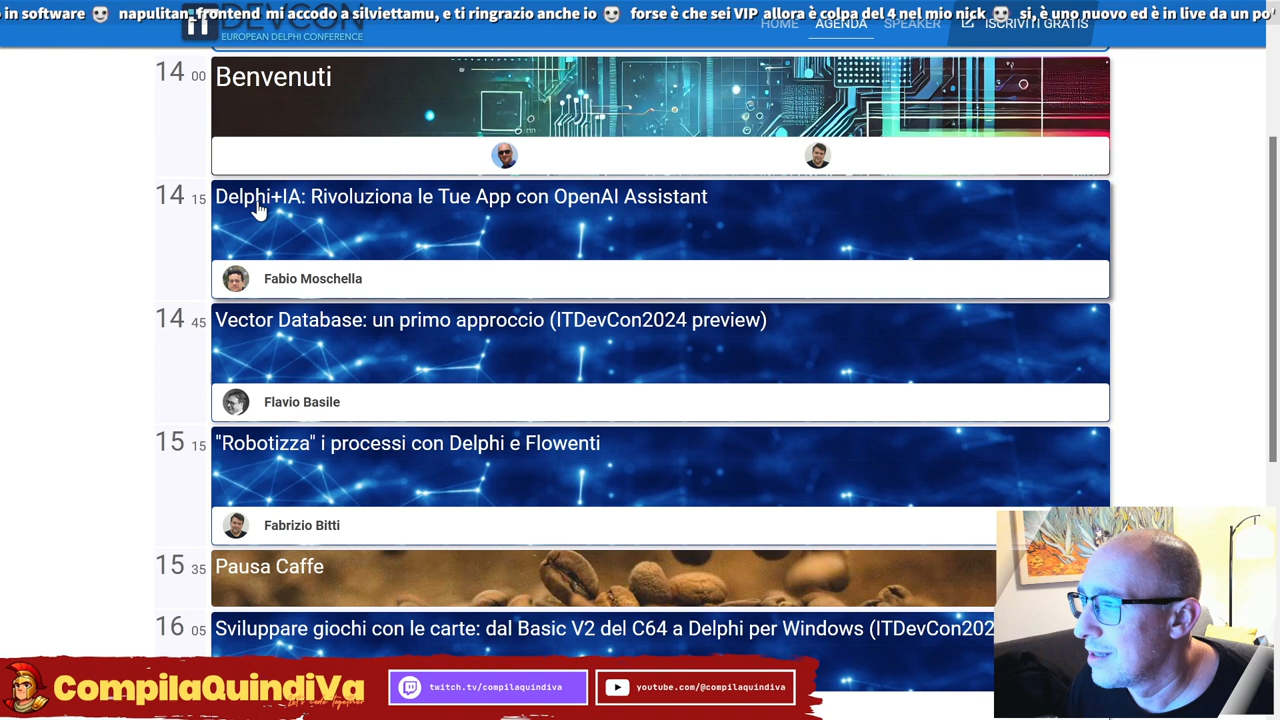 o in software napulitan_frontend mi accodo a silviettamu, e ti ringrazio anche io forse è che sei VIP allora è colpa del 4 nel mio nick si, è uno nuovo ed è in live da un po'
IT DEVCON
EUROPEAN DELPHI CONFERENCE
HOME AGENDA SPEAKER ISCRIVITI GRATIS
14 00 Benvenuti
14 15 Delphi+IA: Rivoluziona le Tue App con OpenAI Assistant
Fabio Moschella
14 45 Vector Database: un primo approccio (ITDevCon2024 preview)
Flavio Basile
15 15 "Robotizza" i processi con Delphi e Flowenti
Fabrizio Bitti
15 35 Pausa Caffe
16 05 Sviluppare giochi con le carte: dal Basic V2 del C64 a Delphi per Windows (ITDevCon202
CompilaQuindiVa
Let's code Together
twitch.tv/compilaquindiva
youtube.com/@compilaquindiva